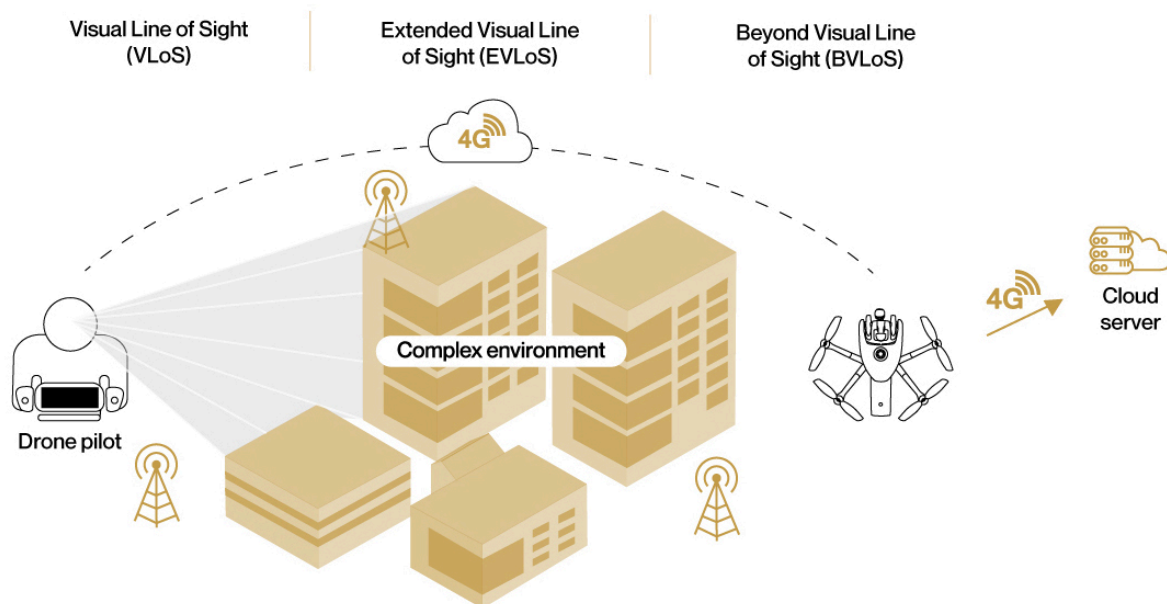 Visual Line of Sight
(VLoS)
Extended Visual Line
of Sight (EVLoS)
Beyond Visual Line
of Sight (BVLoS)
4G
Complex environment
Drone pilot
4G
Cloud
server